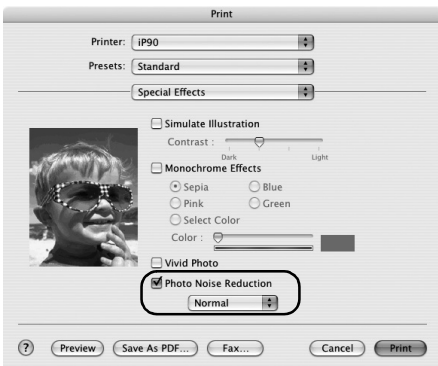 Print
Printer: iP90
Presets: Standard
Special Effects
Simulate Illustration
Contrast :
Dark Light
Monochrome Effects
Sepia Blue
Pink Green
Select Color
Color :
Vivid Photo
Photo Noise Reduction
Normal
? Preview Save As PDF... Fax... Cancel Print